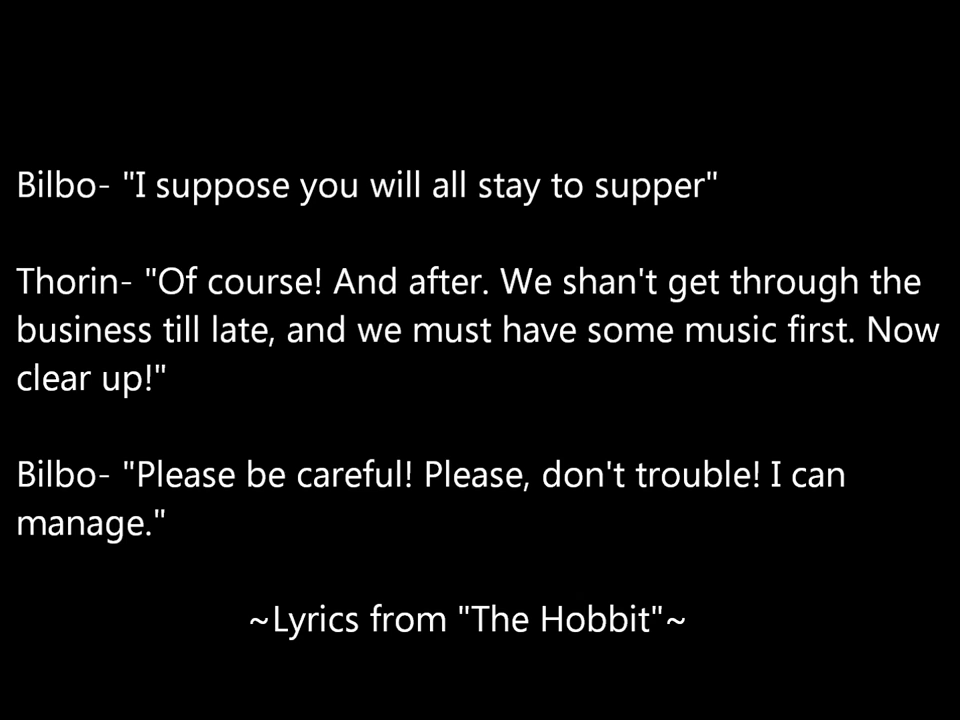 Bilbo- "I suppose you will all stay to supper"
Thorin- "Of course! And after. We shan't get through the
business till late, and we must have some music first. Now
clear up!"
Bilbo- "Please be careful! Please, don't trouble! I can
manage."
~Lyrics from "The Hobbit"~